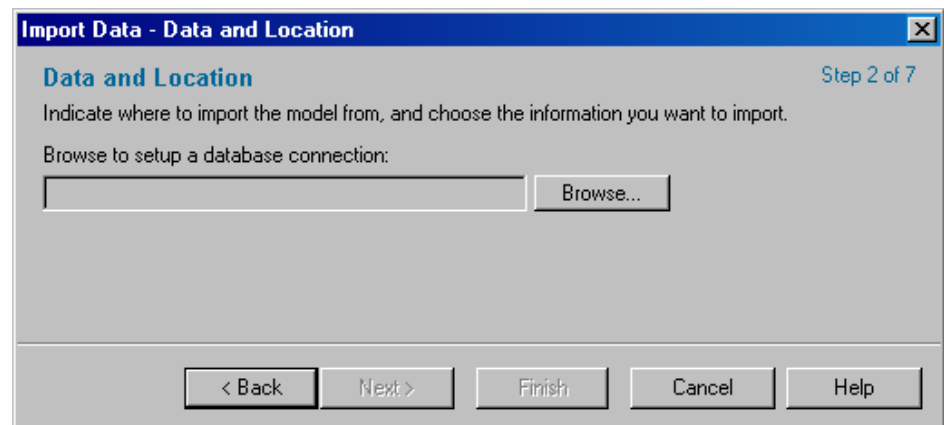 Import Data - Data and Location
Data and Location
Step 2 of 7
Indicate where to import the model from, and choose the information you want to import.
Browse to setup a database connection:
Browse...
< Back Next > Finish Cancel Help